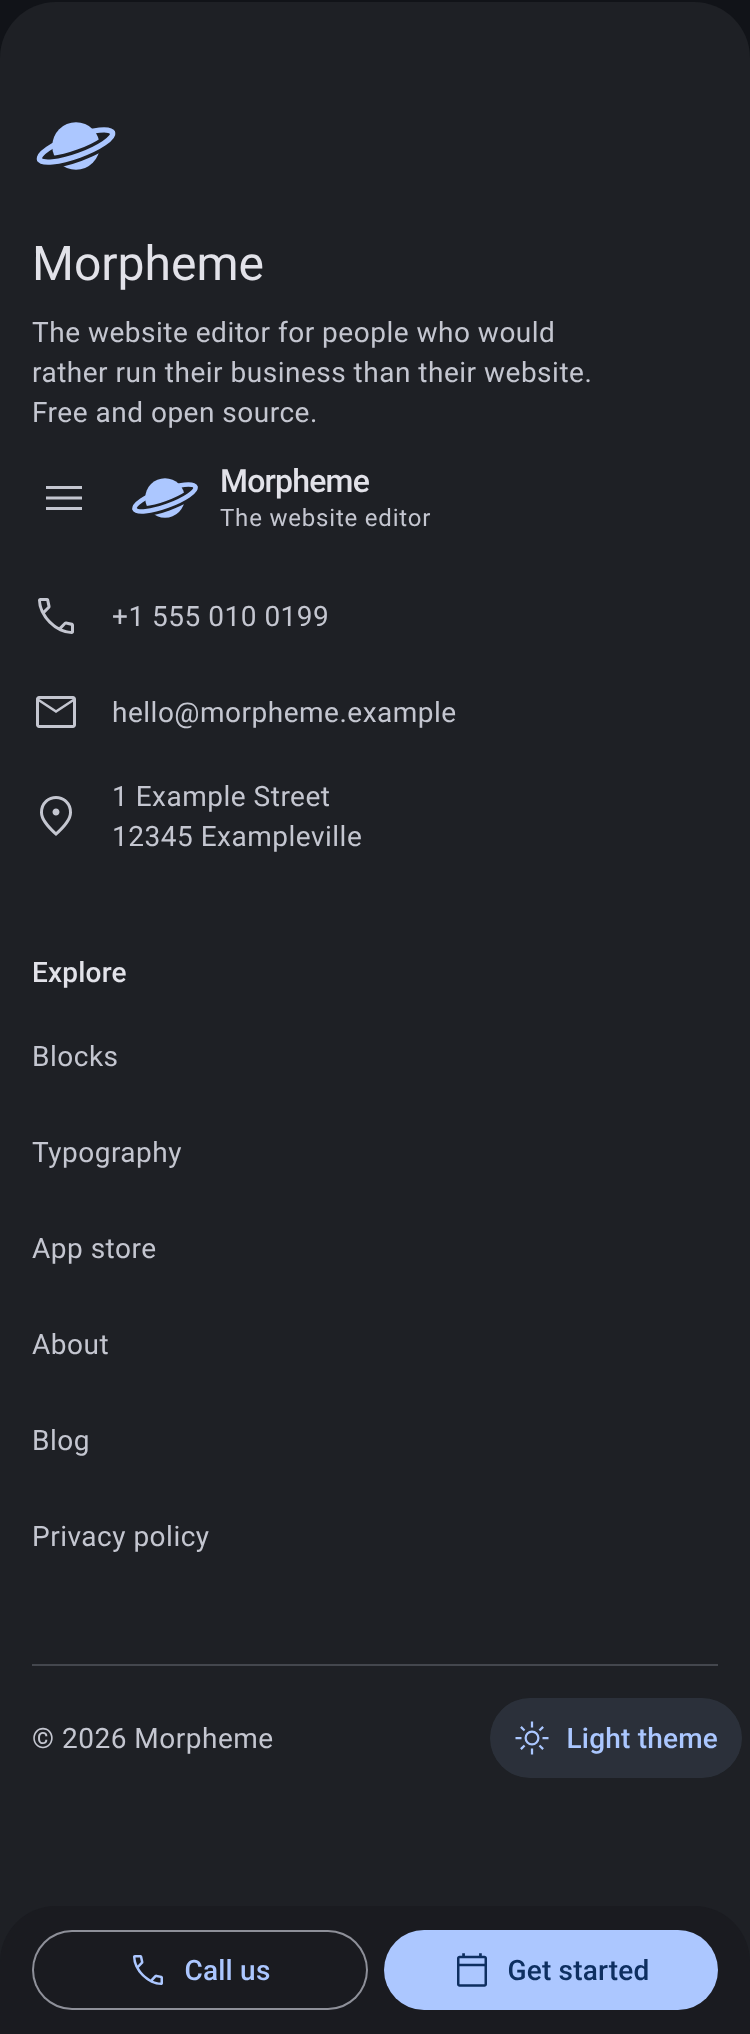 Morpheme
The website editor for people who would
rather run their business than their website.
Free and open source.
Morpheme
The website editor
+1 555 010 0199
hello@morpheme.example
1 Example Street
12345 Exampleville
Explore
Blocks
Typography
App store
About
Blog
Privacy policy
© 2026 Morpheme
Light theme
Call us
Get started